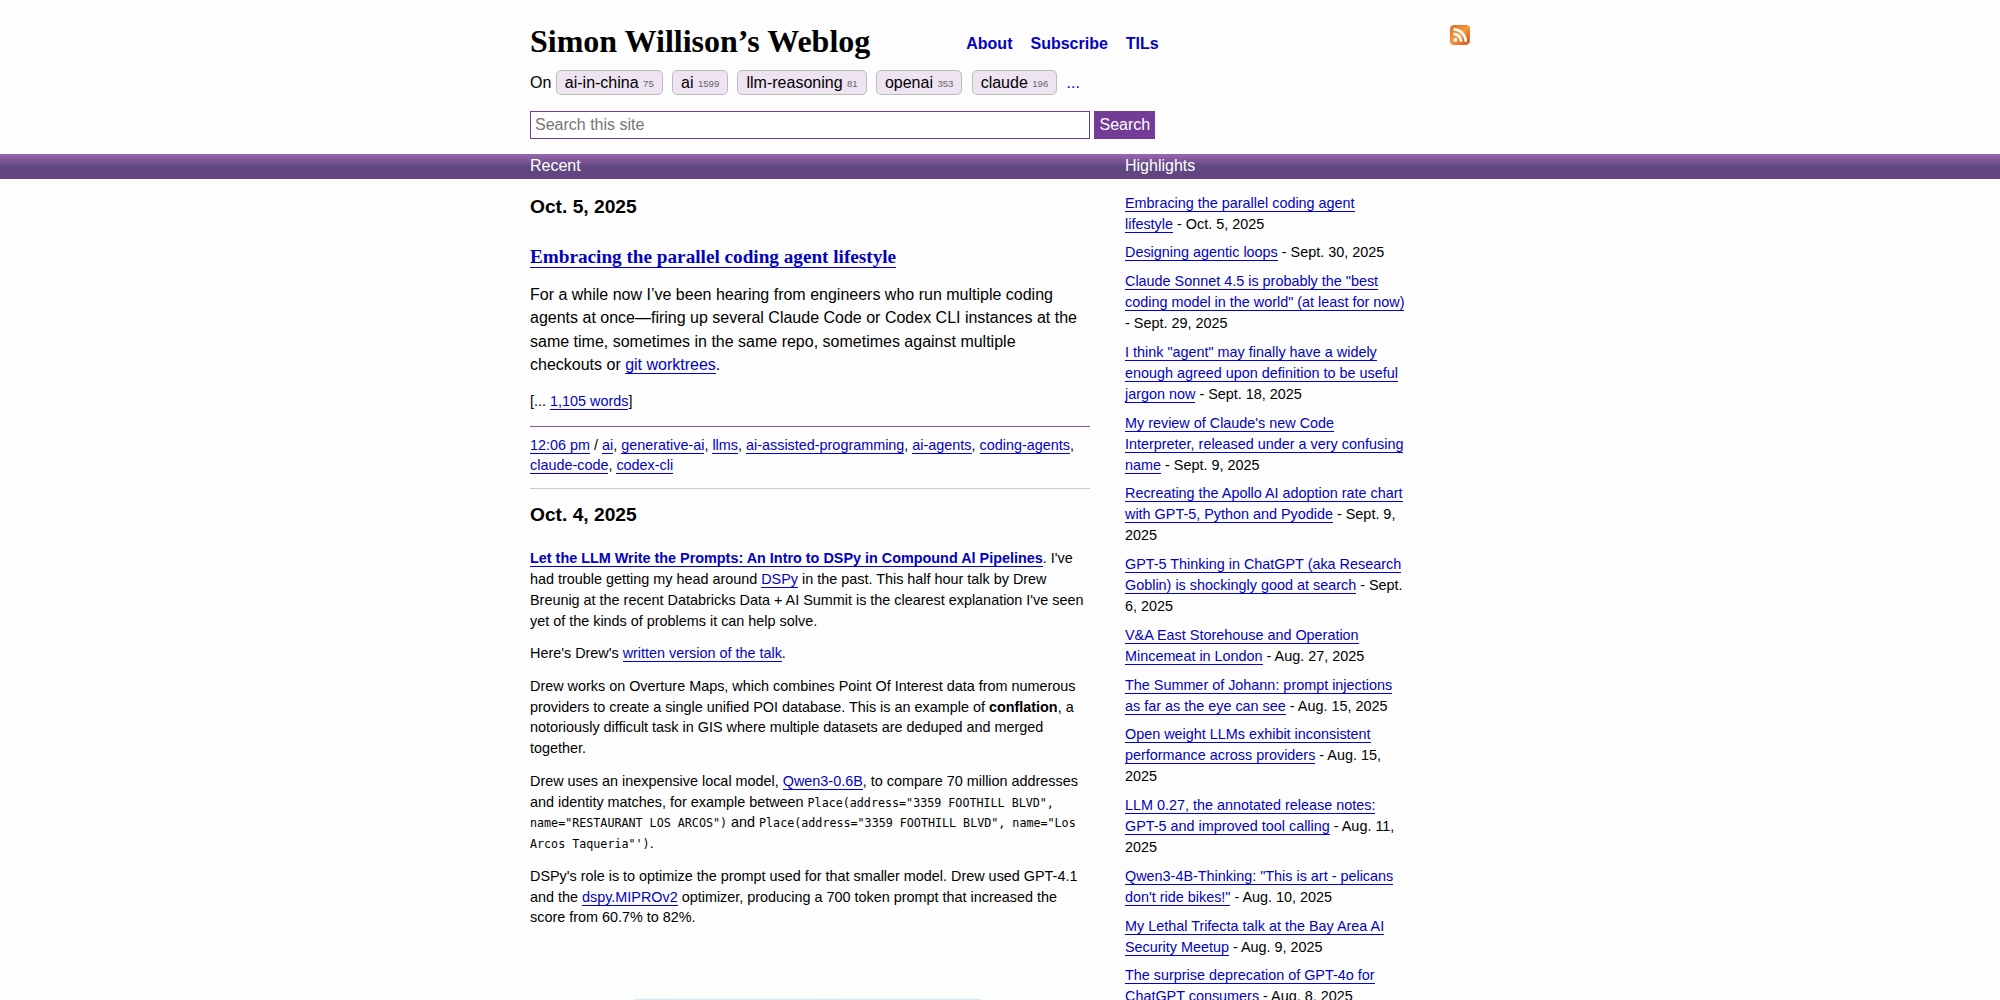 Simon Willison’s Weblog
About Subscribe TILs
On ai-in-china 75 ai 1599 llm-reasoning 81 openai 353 claude 196 ...
Search this site Search
Recent
Oct. 5, 2025
Embracing the parallel coding agent lifestyle
For a while now I’ve been hearing from engineers who run multiple coding
agents at once—firing up several Claude Code or Codex CLI instances at the
same time, sometimes in the same repo, sometimes against multiple
checkouts or git worktrees.
[... 1,105 words]
12:06 pm / ai, generative-ai, llms, ai-assisted-programming, ai-agents, coding-agents,
claude-code, codex-cli
Oct. 4, 2025
Let the LLM Write the Prompts: An Intro to DSPy in Compound Al Pipelines. I've
had trouble getting my head around DSPy in the past. This half hour talk by Drew
Breunig at the recent Databricks Data + AI Summit is the clearest explanation I've seen
yet of the kinds of problems it can help solve.
Here's Drew's written version of the talk.
Drew works on Overture Maps, which combines Point Of Interest data from numerous
providers to create a single unified POI database. This is an example of conflation, a
notoriously difficult task in GIS where multiple datasets are deduped and merged
together.
Drew uses an inexpensive local model, Qwen3-0.6B, to compare 70 million addresses
and identity matches, for example between Place(address="3359 FOOTHILL BLVD",
name="RESTAURANT LOS ARCOS") and Place(address="3359 FOOTHILL BLVD", name="Los
Arcos Taqueria"').
DSPy's role is to optimize the prompt used for that smaller model. Drew used GPT-4.1
and the dspy.MIPROv2 optimizer, producing a 700 token prompt that increased the
score from 60.7% to 82%.
Highlights
Embracing the parallel coding agent
lifestyle - Oct. 5, 2025
Designing agentic loops - Sept. 30, 2025
Claude Sonnet 4.5 is probably the "best
coding model in the world" (at least for now)
- Sept. 29, 2025
I think "agent" may finally have a widely
enough agreed upon definition to be useful
jargon now - Sept. 18, 2025
My review of Claude's new Code
Interpreter, released under a very confusing
name - Sept. 9, 2025
Recreating the Apollo AI adoption rate chart
with GPT-5, Python and Pyodide - Sept. 9,
2025
GPT-5 Thinking in ChatGPT (aka Research
Goblin) is shockingly good at search - Sept.
6, 2025
V&A East Storehouse and Operation
Mincemeat in London - Aug. 27, 2025
The Summer of Johann: prompt injections
as far as the eye can see - Aug. 15, 2025
Open weight LLMs exhibit inconsistent
performance across providers - Aug. 15,
2025
LLM 0.27, the annotated release notes:
GPT-5 and improved tool calling - Aug. 11,
2025
Qwen3-4B-Thinking: "This is art - pelicans
don't ride bikes!" - Aug. 10, 2025
My Lethal Trifecta talk at the Bay Area AI
Security Meetup - Aug. 9, 2025
The surprise deprecation of GPT-4o for
ChatGPT consumers - Aug. 8, 2025